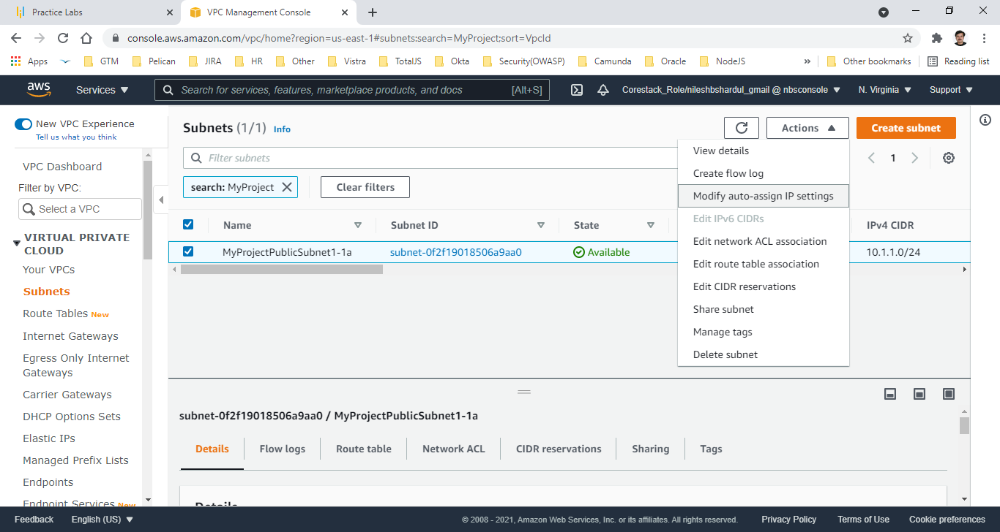 Practice Labs
VPC Management Console
console.aws.amazon.com/vpc/home?region=us-east-1#subnets:search=MyProject;sort=VpcId
Apps
GTM
Pelican
JIRA
HR
Other
Vistra
TotalJS
Okta
Security(OWASP)
Camunda
Oracle
NodeJS
»
Other bookmarks
Reading list
aws
Services
Search for services, features, marketplace products, and docs
[Alt+S]
Corestack_Role/nileshbshardul_gmail @ nbsconsole
N. Virginia
Support
New VPC Experience
Tell us what you think
VPC Dashboard
Filter by VPC:
Select a VPC
VIRTUAL PRIVATE
CLOUD
Your VPCs
Subnets
Route Tables New
Internet Gateways
Egress Only Internet
Gateways
Carrier Gateways
DHCP Options Sets
Elastic IPs
Managed Prefix Lists
Endpoints
Endpoint Services New
Subnets (1/1) Info
Actions
Create subnet
Filter subnets
1
search: MyProject
Clear filters
View details
Create flow log
Modify auto-assign IP settings
Edit IPv6 CIDRs
Edit network ACL association
Edit route table association
Edit CIDR reservations
Share subnet
Manage tags
Delete subnet
Name
Subnet ID
State
IPv4 CIDR
MyProjectPublicSubnet1-1a
subnet-0f2f19018506a9aa0
Available
10.1.1.0/24
subnet-0f2f19018506a9aa0 / MyProjectPublicSubnet1-1a
Details
Flow logs
Route table
Network ACL
CIDR reservations
Sharing
Tags
Details
Feedback
English (US)
© 2008 - 2021, Amazon Web Services, Inc. or its affiliates. All rights reserved.
Privacy Policy
Terms of Use
Cookie preferences